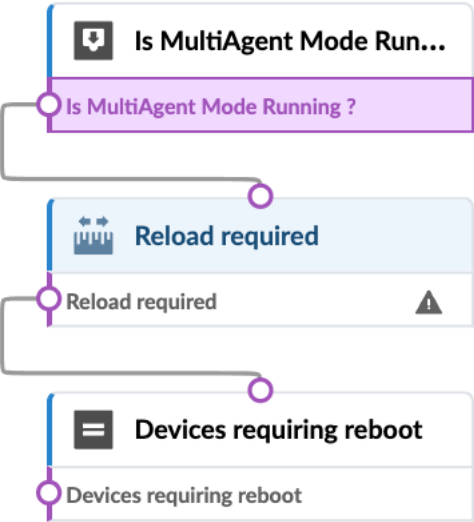 Is MultiAgent Mode Run...
Is MultiAgent Mode Running ?
Reload required
Reload required
Devices requiring reboot
Devices requiring reboot